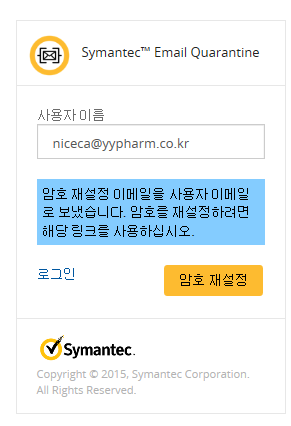 Symantec™ Email Quarantine
사용자 이름
niceca@yypharm.co.kr
암호 재설정 이메일을 사용자 이메일
로 보냈습니다. 암호를 재설정하려면
해당 링크를 사용하십시오.
로그인
암호 재설정
Symantec.
Copyright © 2015, Symantec Corporation.
All Rights Reserved.